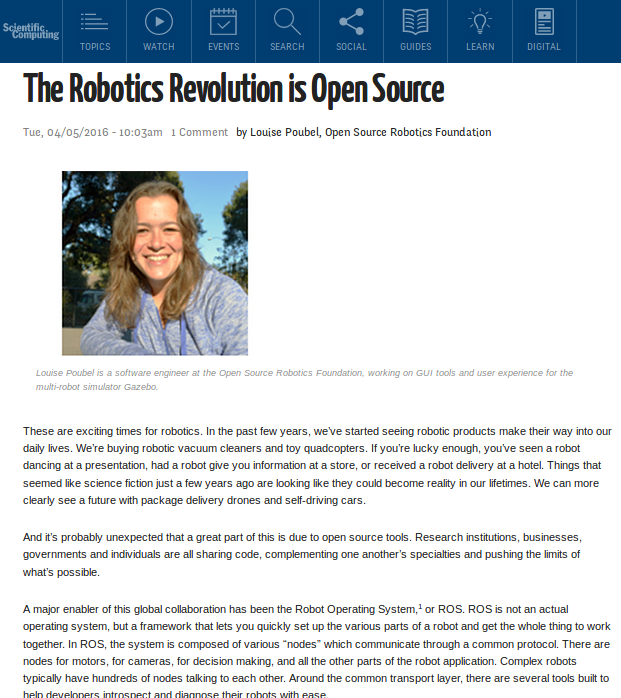 Scientific
Computing
TOPICS
WATCH
EVENTS
SEARCH
SOCIAL
GUIDES
LEARN
DIGITAL
The Robotics Revolution is Open Source
Tue, 04/05/2016 - 10:03am 1 Comment by Louise Poubel, Open Source Robotics Foundation
Louise Poubel is a software engineer at the Open Source Robotics Foundation, working on GUI tools and user experience for the
multi-robot simulator Gazebo.
These are exciting times for robotics. In the past few years, we've started seeing robotic products make their way into our
daily lives. We're buying robotic vacuum cleaners and toy quadcopters. If you're lucky enough, you've seen a robot
dancing at a presentation, had a robot give you information at a store, or received a robot delivery at a hotel. Things that
seemed like science fiction just a few years ago are looking like they could become reality in our lifetimes. We can more
clearly see a future with package delivery drones and self-driving cars.
And it's probably unexpected that a great part of this is due to open source tools. Research institutions, businesses,
governments and individuals are all sharing code, complementing one another's specialties and pushing the limits of
what's possible.
A major enabler of this global collaboration has been the Robot Operating System,¹ or ROS. ROS is not an actual
operating system, but a framework that lets you quickly set up the various parts of a robot and get the whole thing to work
together. In ROS, the system is composed of various “nodes” which communicate through a common protocol. There are
nodes for motors, for cameras, for decision making, and all the other parts of the robot application. Complex robots
typically have hundreds of nodes talking to each other. Around the common transport layer, there are several tools built to
help developers introspect and diagnose their robots with ease.